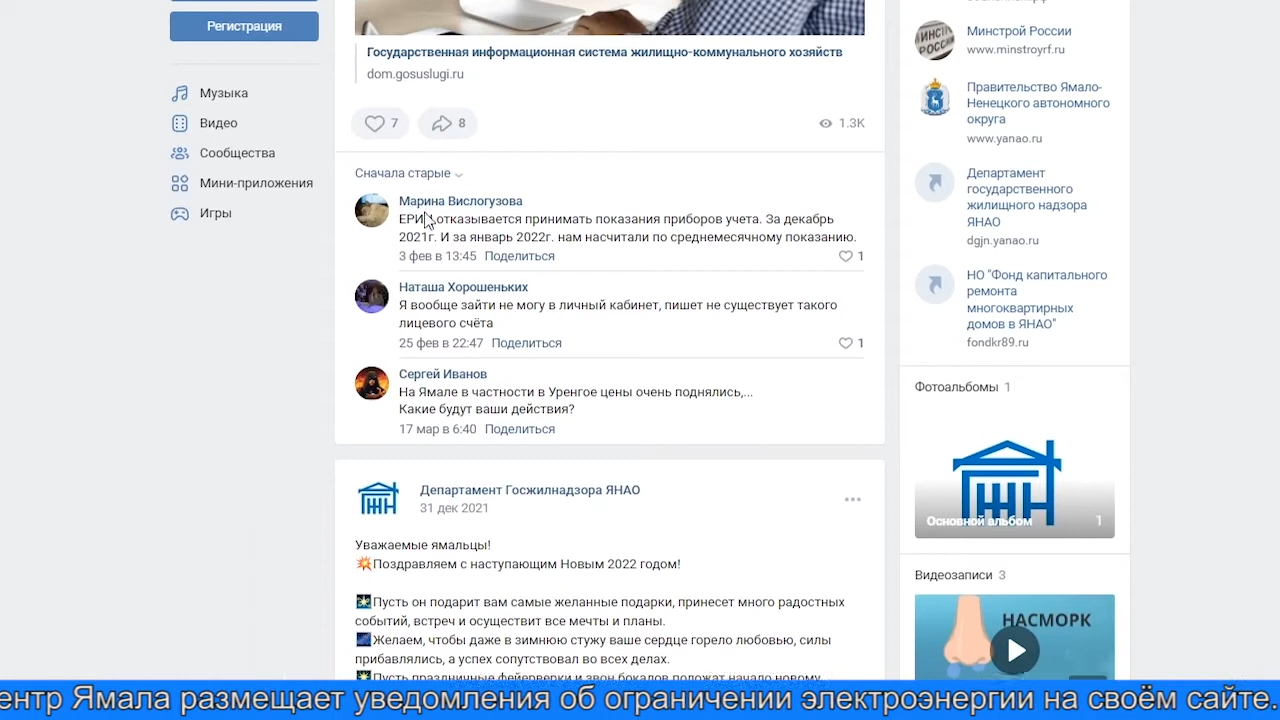 Регистрация
Музыка
Видео
Сообщества
Мини-приложения
Игры
Государственная информационная система жилищно-коммунального хозяйств
dom.gosuslugi.ru
7
8
1.3K
Сначала старые
Марина Вислогузова
отказывается принимать показания приборов учета. За декабрь
2021г. И за январь 2022г. нам насчитали по среднемесячному показанию.
3 фев в 13:45 Поделиться
1
Наташа Хорошеньких
Я вообще зайти не могу в личный кабинет, пишет не существует такого
лицевого счёта
25 фев в 22:47 Поделиться
1
Сергей Иванов
На Ямале в частности в Уренгое цены очень поднялись,...
Какие будут ваши действия?
17 мар в 6:40 Поделиться
Департамент Госжилнадзора ЯНАО
31 дек 2021
Уважаемые ямальцы!
Поздравляем с наступающим Новым 2022 годом!
Пусть он подарит вам самые желанные подарки, принесет много радостных
событий, встреч и осуществит все мечты и планы.
Желаем, чтобы даже в зимнюю стужу ваше сердце горело любовью, силы
прибавлялись, а успех сопутствовал во всех делах.
Пусть праздничные фейерверки и звон бокалов положат начало новому
Минстрой России
www.minstroyrf.ru
Правительство Ямало-
Ненецкого автономного
округа
www.yanao.ru
Департамент
государственного
жилищного надзора
ЯНАО
dgjn.yanao.ru
НО "Фонд капитального
ремонта
многоквартирных
домов в ЯНАО"
fondkr89.ru
Фотоальбомы 1
Основной альбом 1
Видеозаписи 3
НАСМОРК
ентр Ямала размещает уведомления об ограничении электроэнергии на своём сайте.